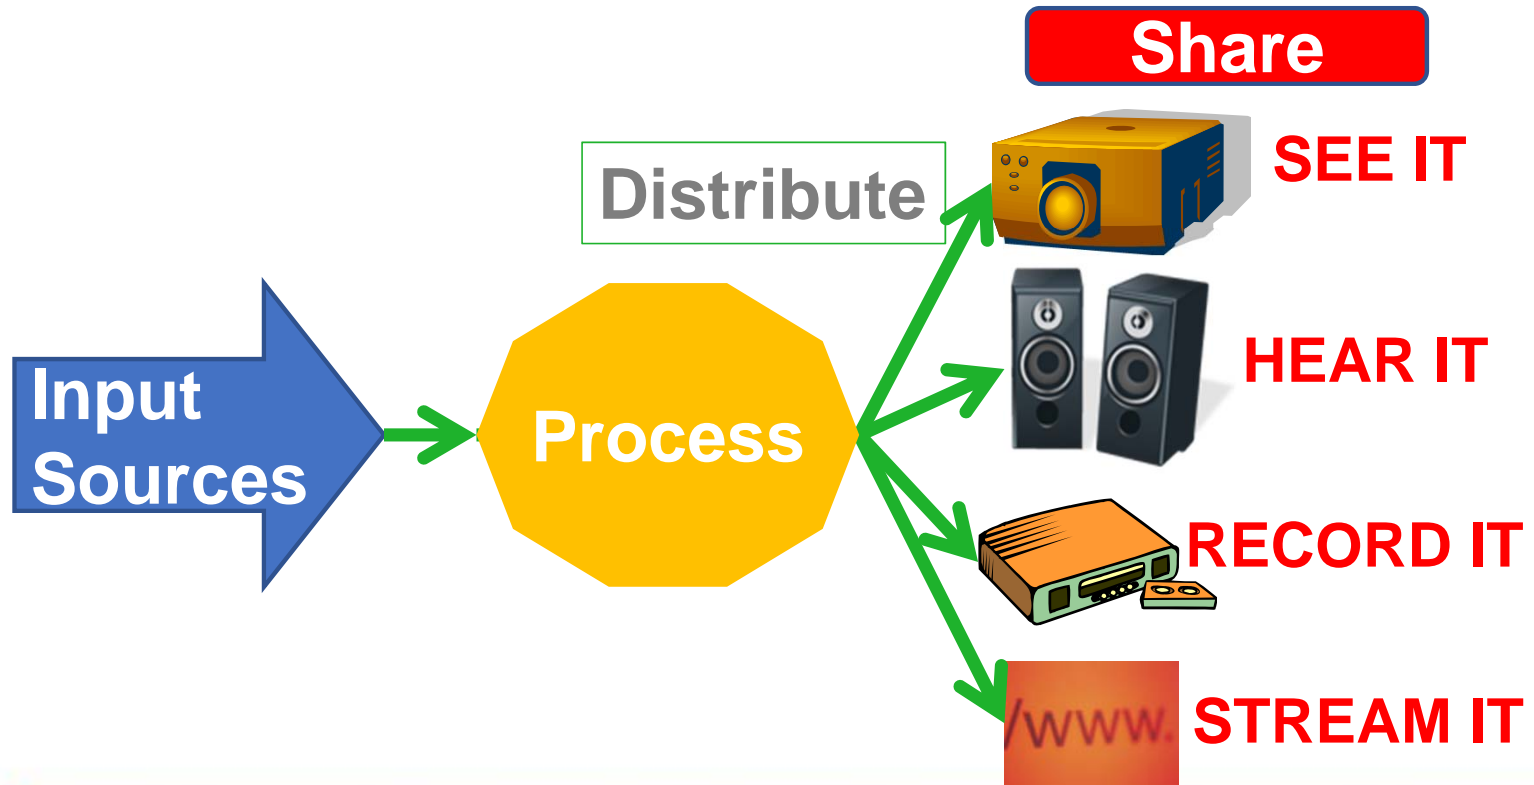 Share
SEE IT
Distribute
HEAR IT
Input
Sources
Process
RECORD IT
/www.
STREAM IT